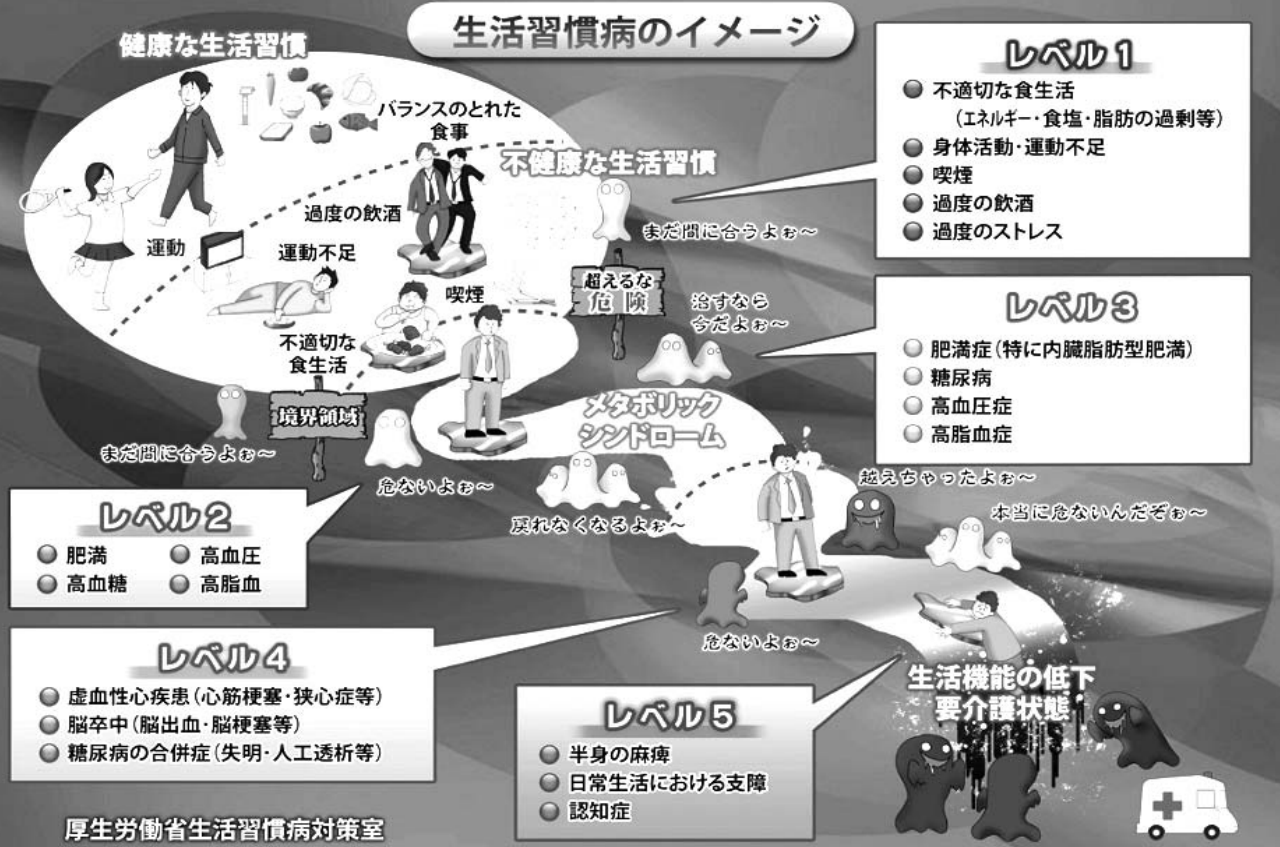 生活習慣病のイメージ
健康な生活習慣
バランスのとれた
食事
運動
不健康な生活習慣
過度の飲酒
運動不足
喫煙
不適切な
食生活
まだ間に合うよぉ～
超えるな
危険
治すなら
今だよぉ～
境界領域
まだ間に合うよぉ～
危ないよぉ～
メタボリック
シンドローム
戻れなくなるよぉ～
越えちゃったよぉ～
本当に危ないんだぞぉ～
危ないよぉ～
生活機能の低下
要介護状態
レベル1
不適切な食生活
（エネルギー・食塩・脂肪の過剰等）
身体活動・運動不足
喫煙
過度の飲酒
過度のストレス
レベル2
肥満 高血圧
高血糖 高脂血
レベル3
肥満症（特に内臓脂肪型肥満）
糖尿病
高血圧症
高脂血症
レベル4
虚血性心疾患（心筋梗塞・狭心症等）
脳卒中（脳出血・脳梗塞等）
糖尿病の合併症（失明・人工透析等）
レベル5
半身の麻痺
日常生活における支障
認知症
厚生労働省生活習慣病対策室